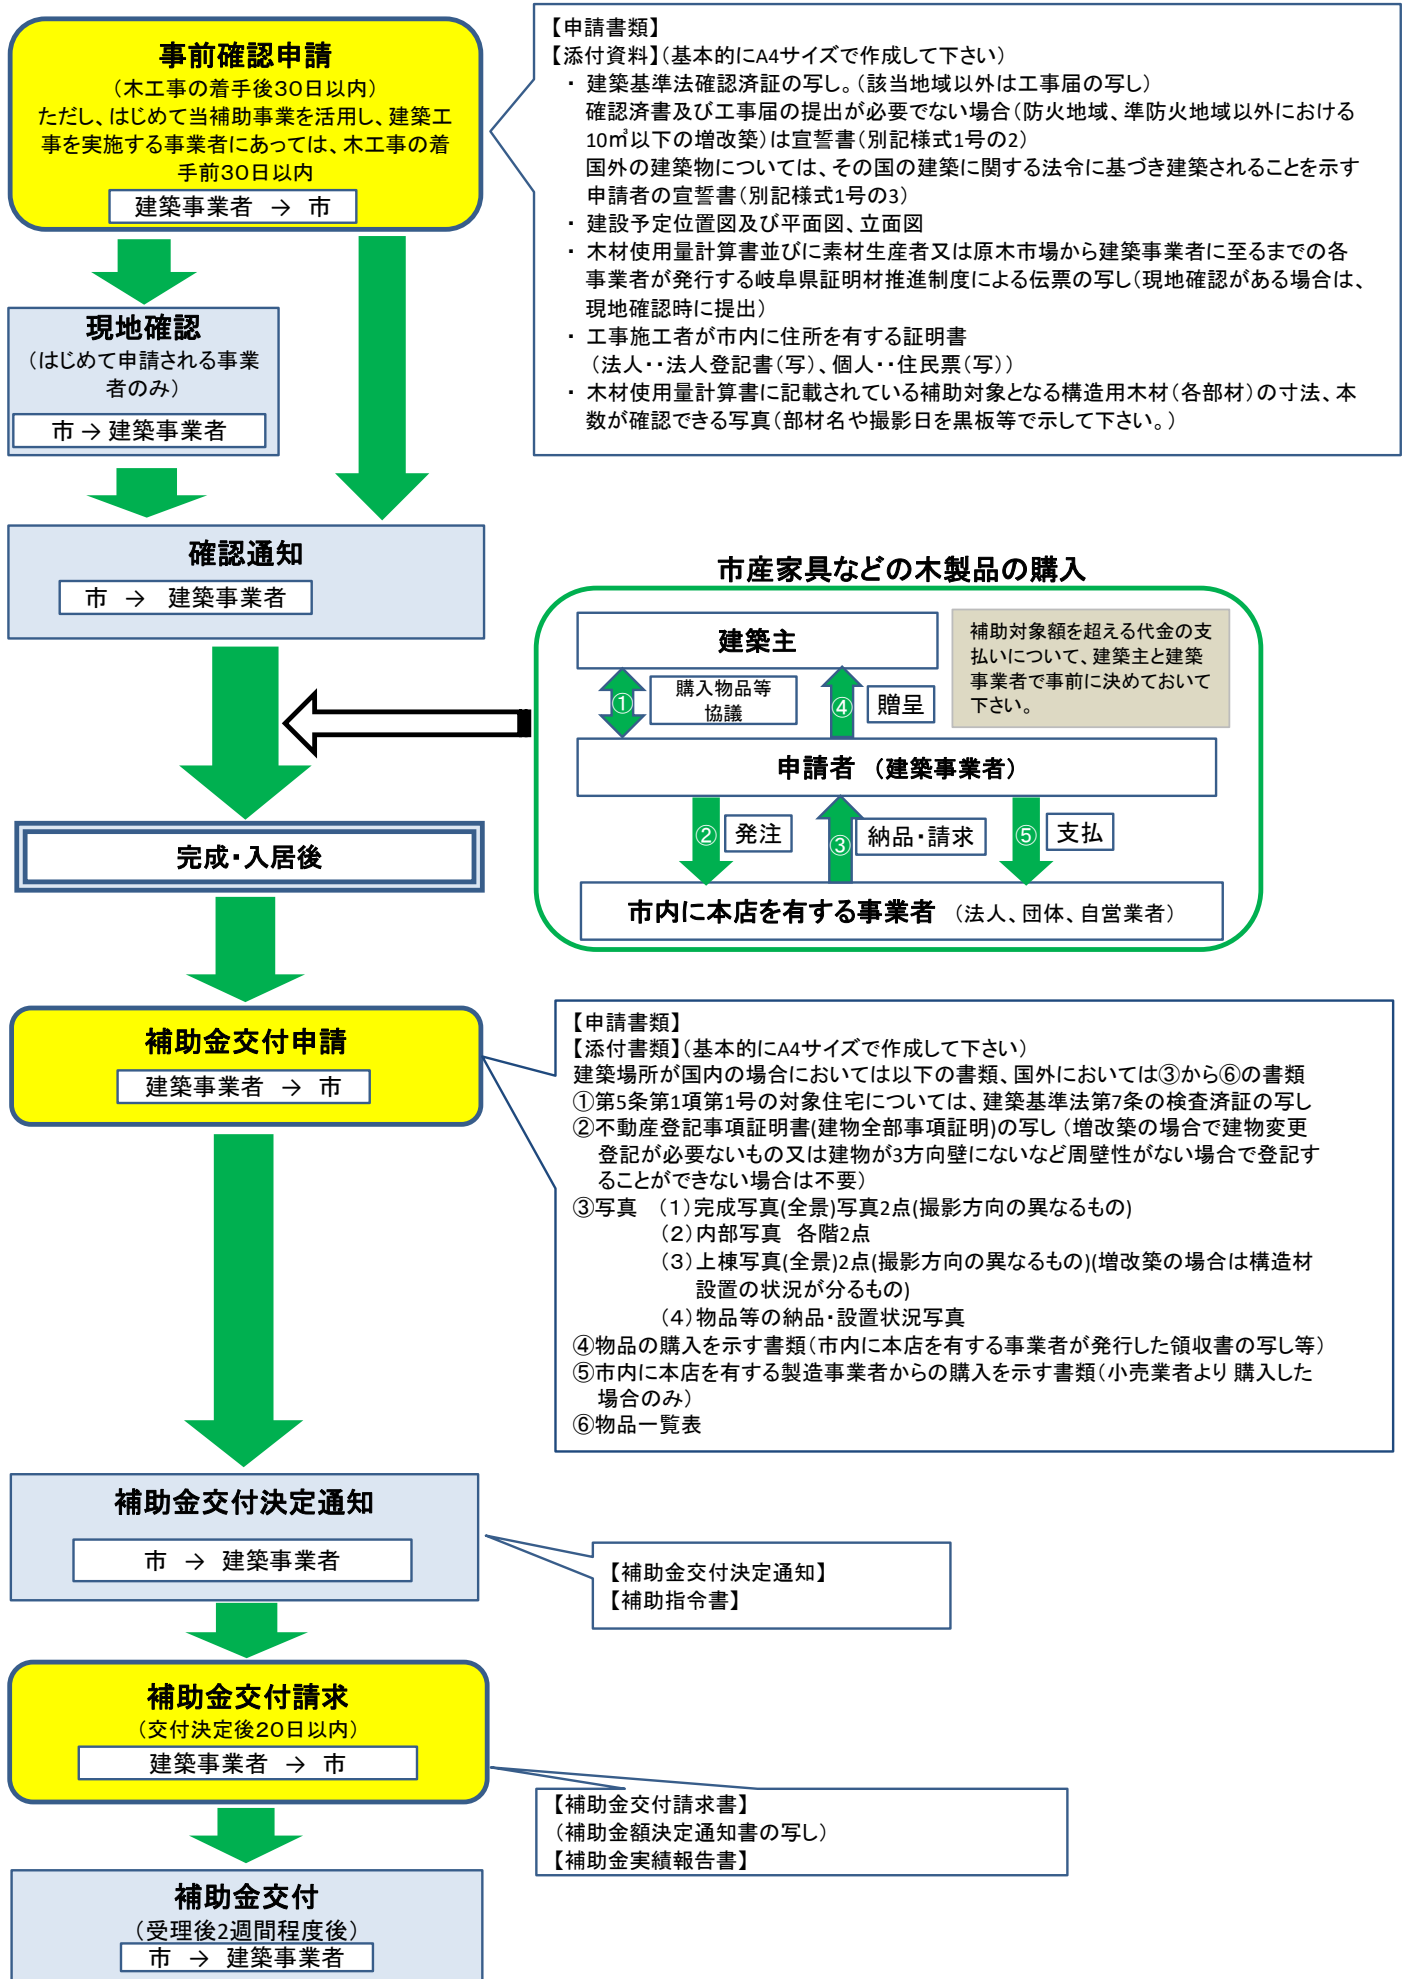 事前確認申請
（木工事の着手後30日以内）
ただし、はじめて当補助事業を活用し、建築工
事を実施する事業者にあっては、木工事の着
手前30日以内
建築事業者 → 市
【申請書類】
【添付資料】（基本的にA4サイズで作成して下さい）
・ 建築基準法確認済証の写し。（該当地域以外は工事届の写し）
確認済書及び工事届の提出が必要でない場合（防火地域、準防火地域以外における
10㎡以下の増改築）は宣誓書（別記様式1号の2）
国外の建築物については、その国の建築に関する法令に基づき建築されることを示す
申請者の宣誓書（別記様式1号の3）
・ 建設予定位置図及び平面図、立面図
・ 木材使用量計算書並びに素材生産者又は原木市場から建築事業者に至るまでの各
事業者が発行する岐阜県証明材推進制度による伝票の写し（現地確認がある場合は、
現地確認時に提出）
・ 工事施工者が市内に住所を有する証明書
（法人・・法人登記書（写）、個人・・住民票（写））
・ 木材使用量計算書に記載されている補助対象となる構造用木材（各部材）の寸法、本
数が確認できる写真（部材名や撮影日を黒板等で示して下さい。）
現地確認
（はじめて申請される事業
者のみ）
市 → 建築事業者
確認通知
市 → 建築事業者
市産家具などの木製品の購入
建築主
補助対象額を超える代金の支
払いについて、建築主と建築
事業者で事前に決めておいて
下さい。
①
購入物品等
協議
④
贈呈
申請者 （建築事業者）
②
発注
③
納品・請求
⑤
支払
市内に本店を有する事業者 （法人、団体、自営業者）
完成・入居後
補助金交付申請
建築事業者 → 市
【申請書類】
【添付書類】（基本的にA4サイズで作成して下さい）
建築場所が国内の場合においては以下の書類、国外においては③から⑥の書類
①第5条第1項第1号の対象住宅については、建築基準法第7条の検査済証の写し
②不動産登記事項証明書(建物全部事項証明)の写し（増改築の場合で建物変更
登記が必要ないもの又は建物が3方向壁にないなど周壁性がない場合で登記す
ることができない場合は不要）
③写真 （1）完成写真(全景)写真2点(撮影方向の異なるもの)
（2）内部写真 各階2点
（3）上棟写真(全景)2点(撮影方向の異なるもの)(増改築の場合は構造材
設置の状況が分るもの)
（4）物品等の納品・設置状況写真
④物品の購入を示す書類（市内に本店を有する事業者が発行した領収書の写し等）
⑤市内に本店を有する製造事業者からの購入を示す書類（小売業者より 購入した
場合のみ）
⑥物品一覧表
補助金交付決定通知
市 → 建築事業者
【補助金交付決定通知】
【補助指令書】
補助金交付請求
（交付決定後20日以内）
建築事業者 → 市
【補助金交付請求書】
（補助金額決定通知書の写し）
【補助金実績報告書】
補助金交付
（受理後2週間程度後）
市 → 建築事業者